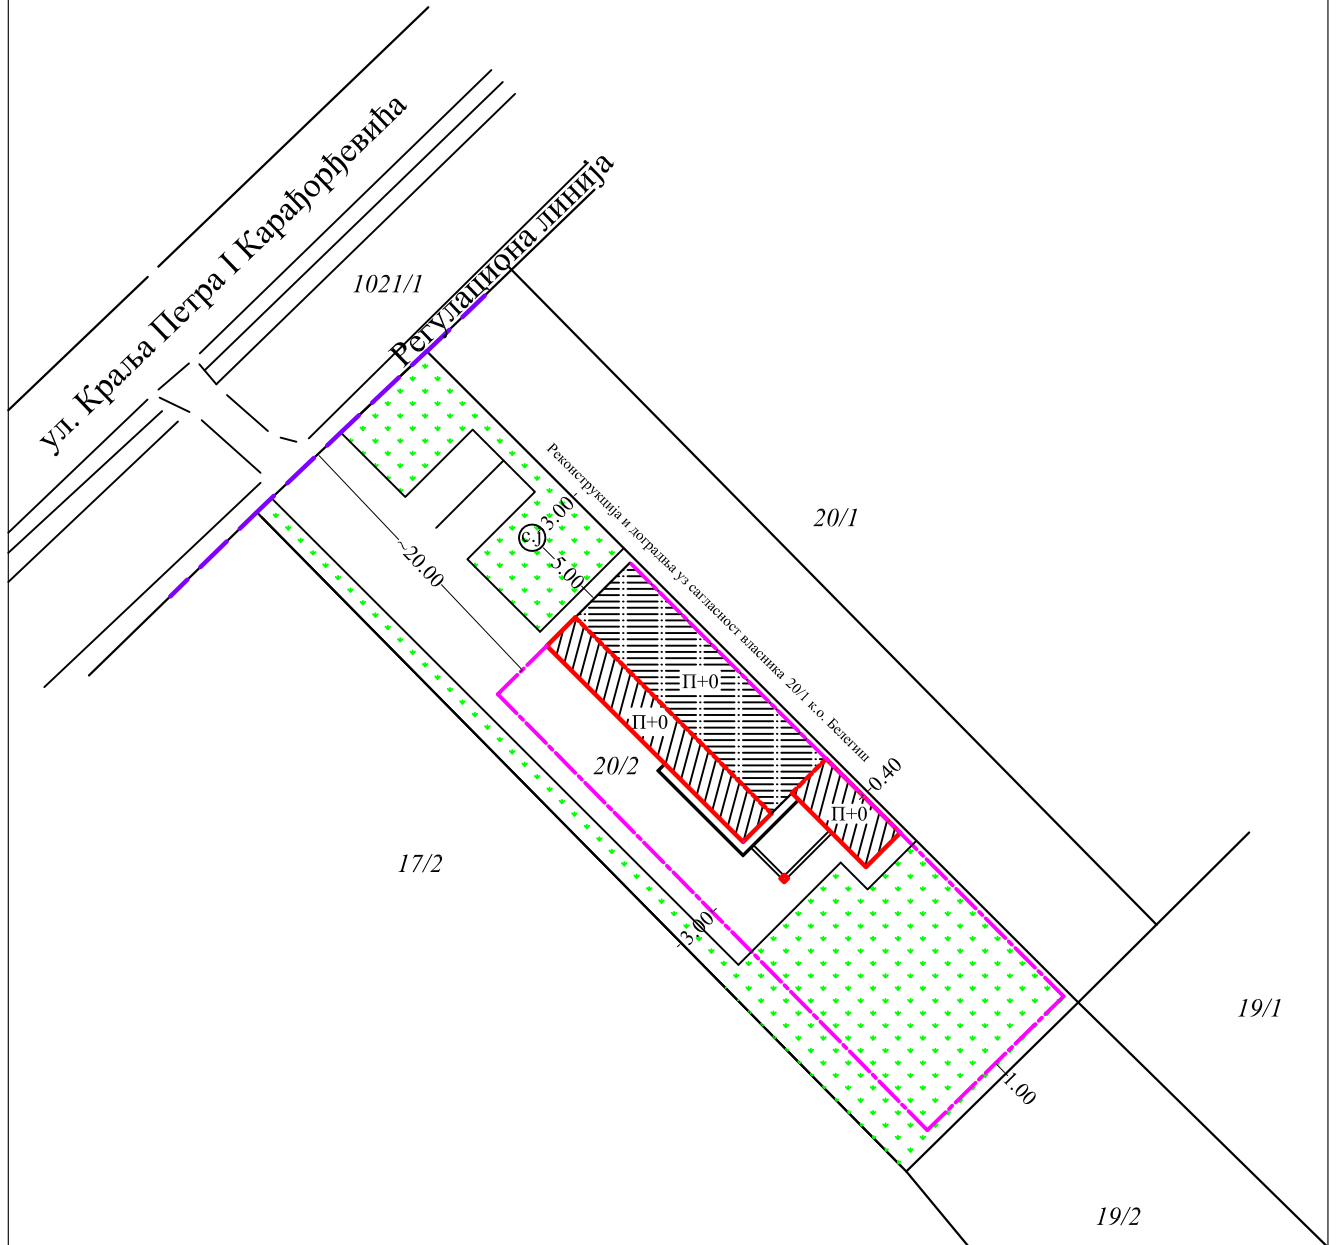 ул. Краља Петра I Карађорђевића
Регулациона линија
1021/1
Реконструкција и доградња уз сагласност власника 20/1 к.о. Белегиш
20/1
3.00
с.ј
5.00
~20.00
П+0
П+0
20/2
0.40
П+0
17/2
3.00
19/1
1.00
19/2